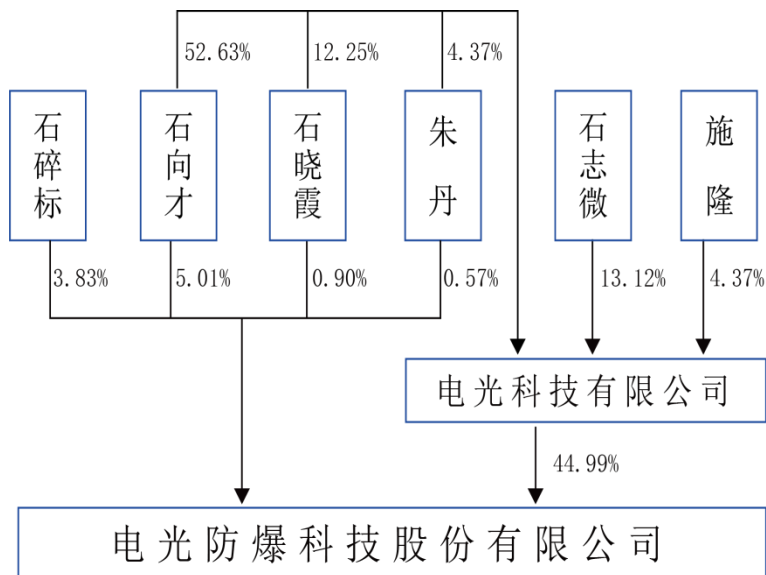 52.63% 12.25% 4.37%
石碎标 石向才 石晓霞 朱丹 石志微 施隆
3.83% 5.01% 0.90% 0.57% 13.12% 4.37%
电光科技有限公司
44.99%
电光防爆科技股份有限公司